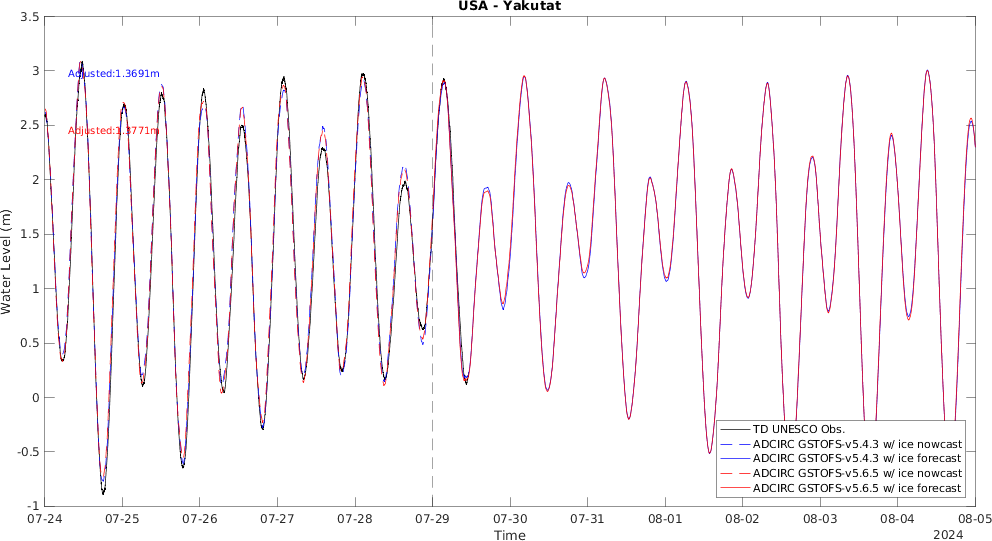 USA - Yakutat
3.5
3
2.5
2
1.5
1
0.5
0
-0.5
-1
Water Level (m)
Adjusted:1.3691m
Adjusted:1.3771m
TD UNESCO Obs.
ADCIRC GSTOFS-v5.4.3 w/ ice nowcast
ADCIRC GSTOFS-v5.4.3 w/ ice forecast
ADCIRC GSTOFS-v5.6.5 w/ ice nowcast
ADCIRC GSTOFS-v5.6.5 w/ ice forecast
07-24 07-25 07-26 07-27 07-28 07-29 07-30 07-31 08-01 08-02 08-03 08-04 08-05
Time
2024